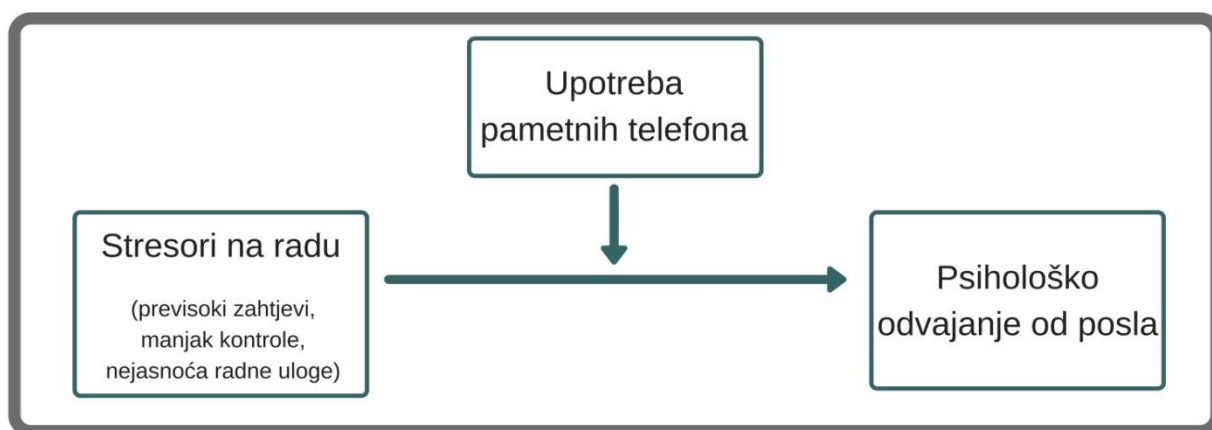 Upotreba
pametnih telefona
Stresori na radu
(previsoki zahtjevi,
manjak kontrole,
nejasnoća radne uloge)
Psihološko
odvajanje od posla